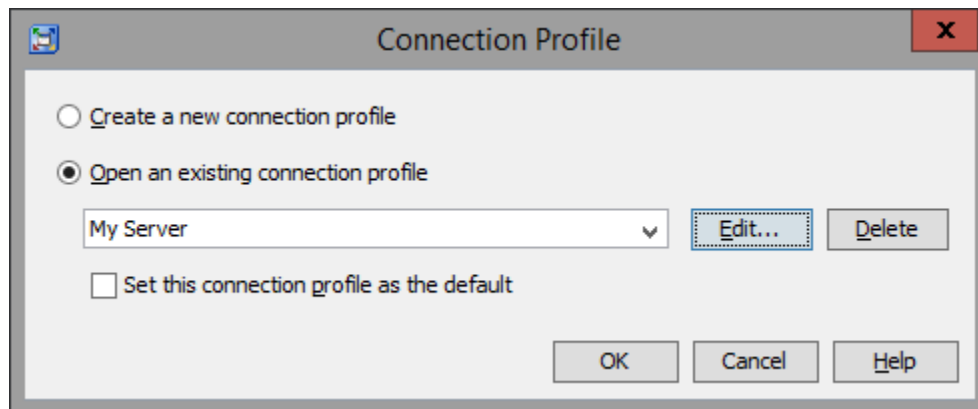 Connection Profile
x
Create a new connection profile
Open an existing connection profile
My Server
Edit...
Delete
Set this connection profile as the default
OK
Cancel
Help